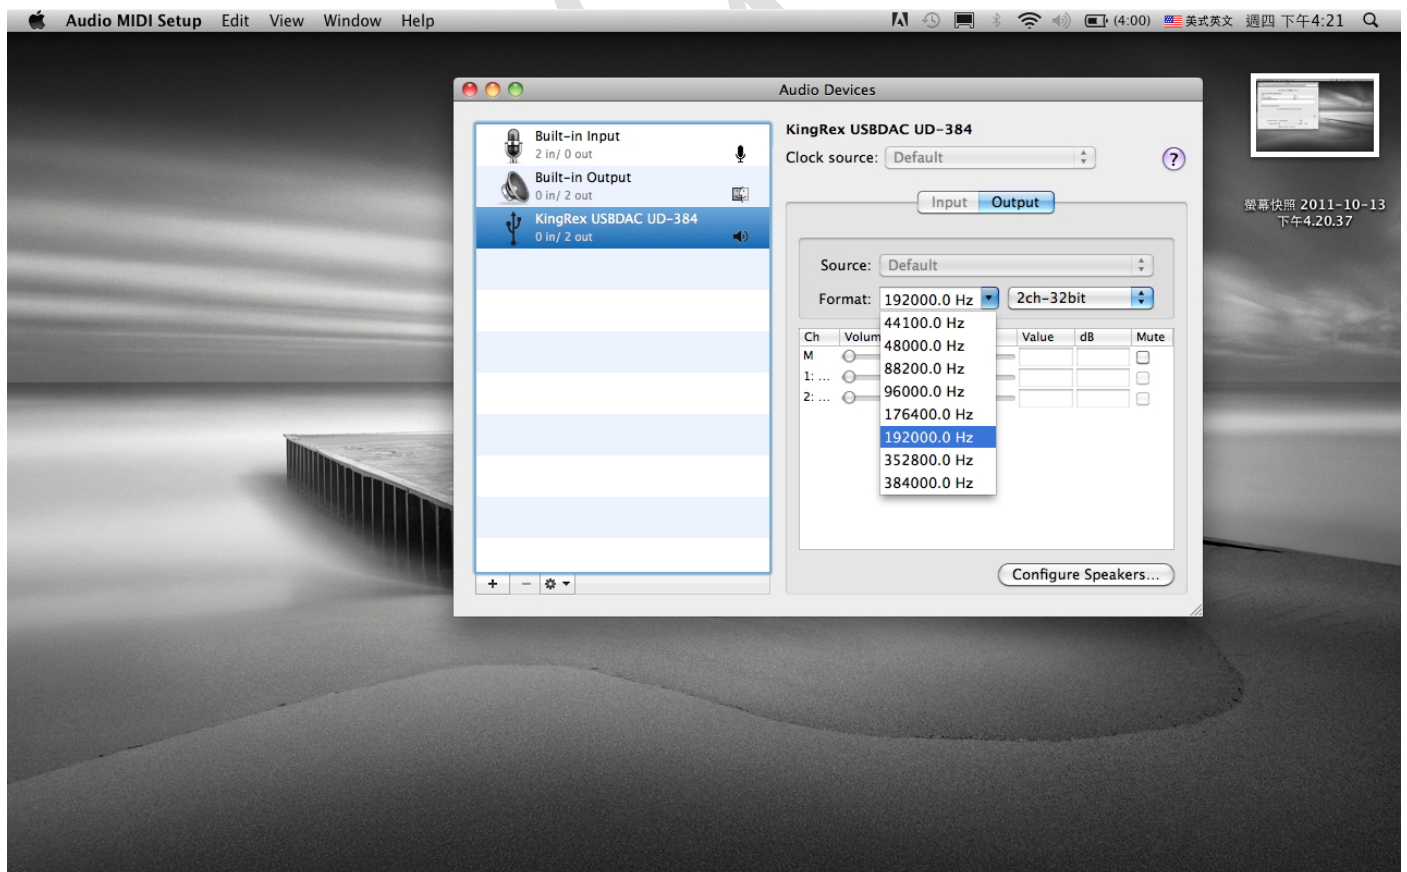 Audio MIDI Setup Edit View Window Help
(4:00) 美式英文 週四 下午4:21
Audio Devices
Built-in Input
2 in/ 0 out
Built-in Output
0 in/ 2 out
KingRex USBDAC UD-384
0 in/ 2 out
+ −
KingRex USBDAC UD-384
Clock source: Default
?
Input Output
Source: Default
Format: 192000.0 Hz 2ch-32bit
44100.0 Hz
48000.0 Hz
88200.0 Hz
96000.0 Hz
176400.0 Hz
192000.0 Hz
352800.0 Hz
384000.0 Hz
Ch Volum Value dB Mute
M
1: ...
2: ...
Configure Speakers...
螢幕快照 2011-10-13
下午4.20.37